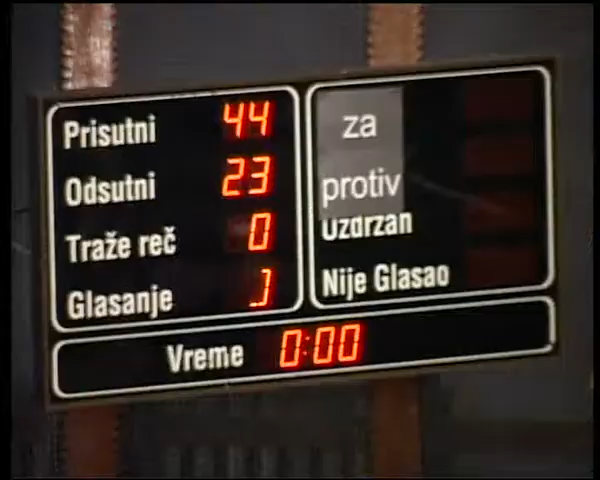 Prisutni 44
Odsutni 23
Traže reč 0
Glasanje
za
protiv
Uzdrzan
Nije Glasao
Vreme 0:00